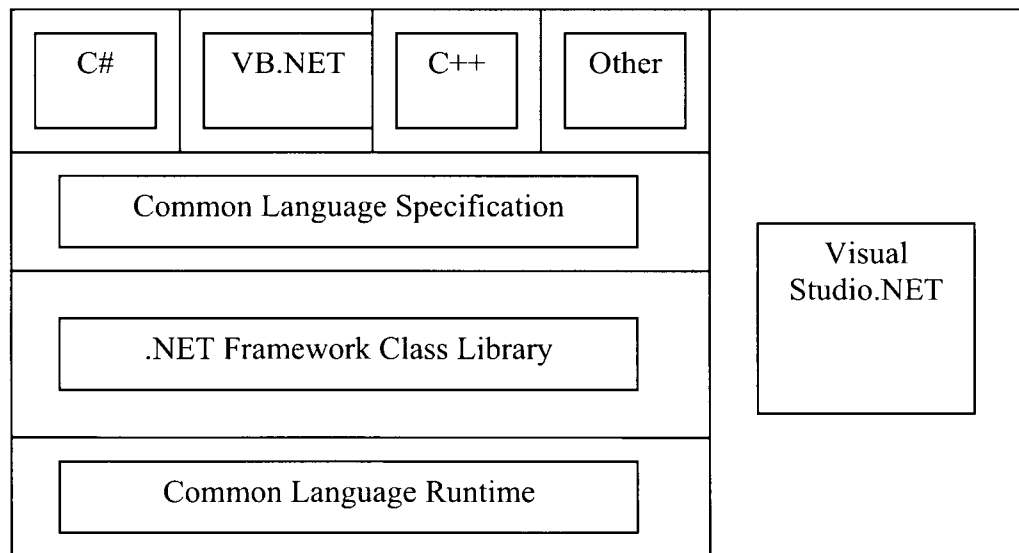 C#
VB.NET
C++
Other
Common Language Specification
.NET Framework Class Library
Common Language Runtime
Visual
Studio.NET